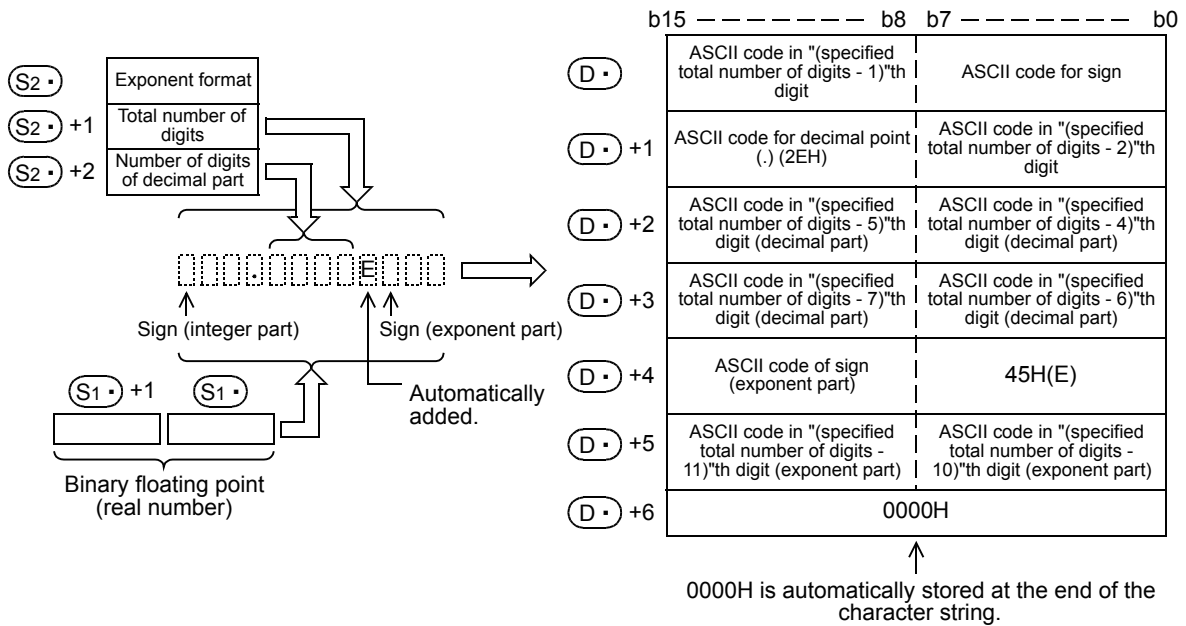 S2・
Exponent format
S2・ +1
Total number of
digits
S2・ +2
Number of digits
of decimal part
.
E
Sign (integer part)
Sign (exponent part)
Automatically
added.
S1・ +1
S1・
Binary floating point
(real number)
b15
b8
b7
b0
D・
ASCII code in "(specified
total number of digits - 1)"th
digit
ASCII code for sign
D・ +1
ASCII code for decimal point
(.) (2EH)
ASCII code in "(specified
total number of digits - 2)"th
digit
D・ +2
ASCII code in "(specified
total number of digits - 5)"th
digit (decimal part)
ASCII code in "(specified
total number of digits - 4)"th
digit (decimal part)
D・ +3
ASCII code in "(specified
total number of digits - 7)"th
digit (decimal part)
ASCII code in "(specified
total number of digits - 6)"th
digit (decimal part)
D・ +4
ASCII code of sign
(exponent part)
45H(E)
D・ +5
ASCII code in "(specified
total number of digits -
11)"th digit (exponent part)
ASCII code in "(specified
total number of digits -
10)"th digit (exponent part)
D・ +6
0000H
0000H is automatically stored at the end of the
character string.